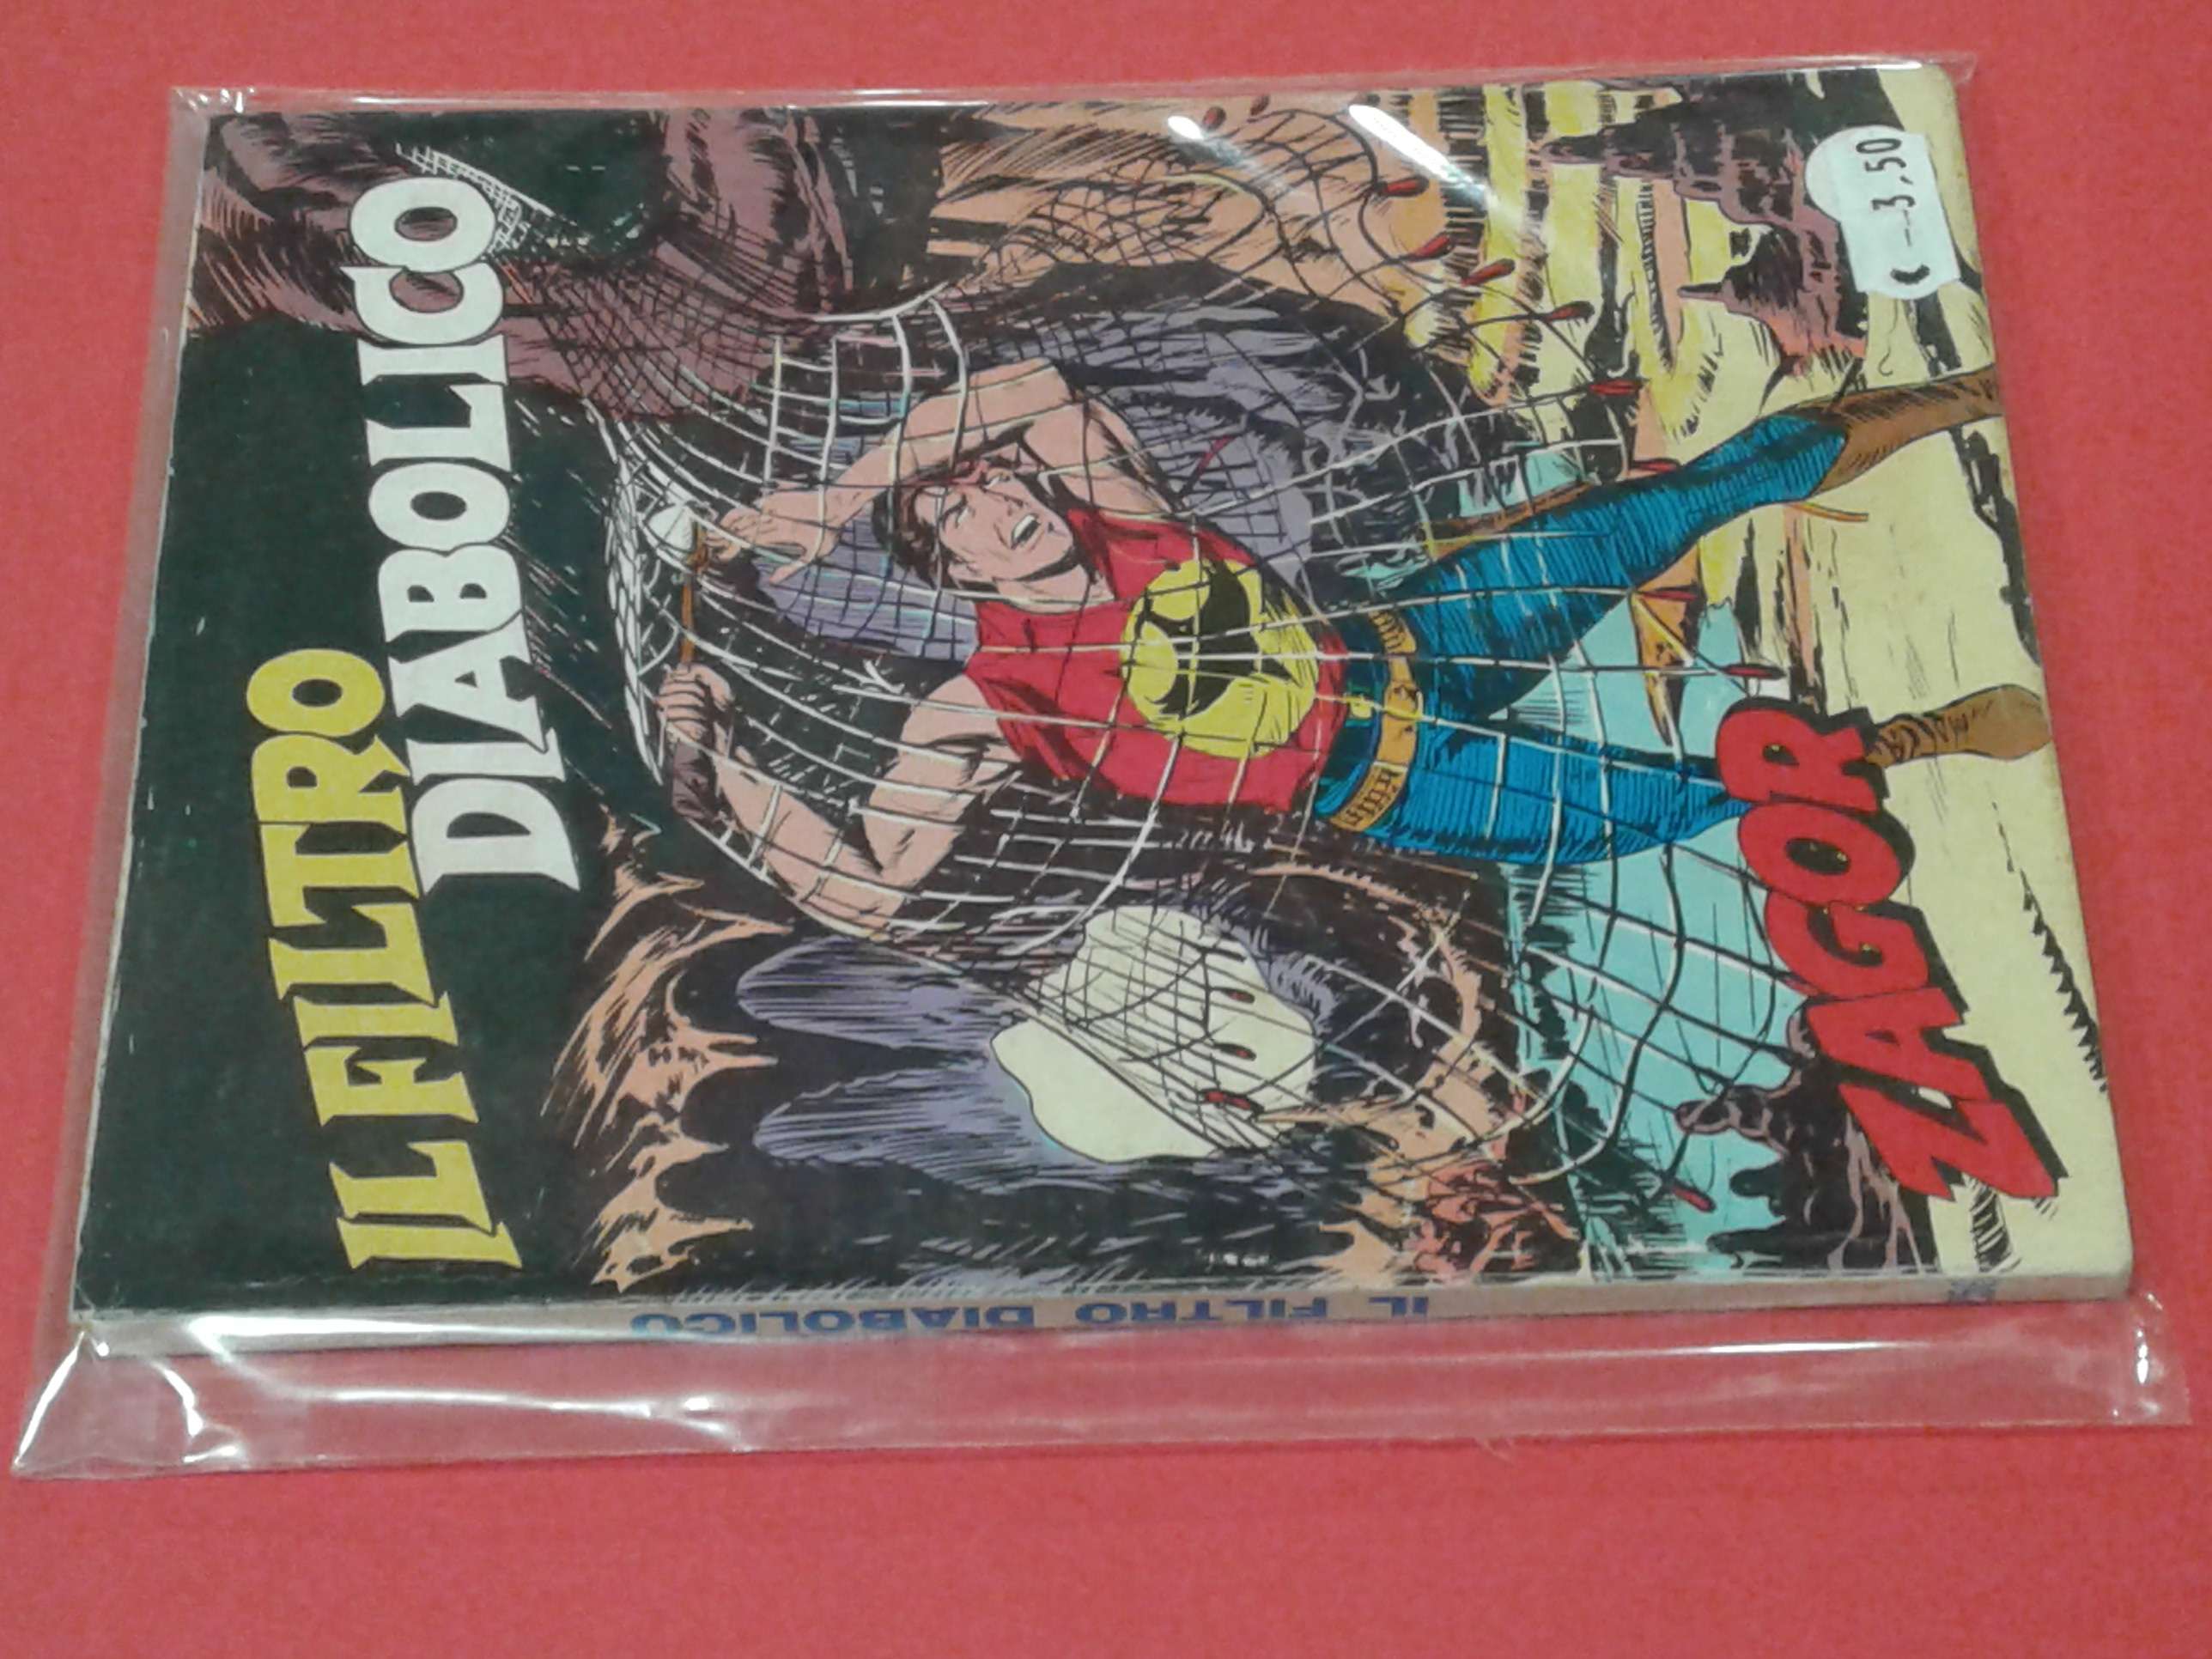 IL FILTRO
DIABOLICO
ZAGOR
€ 3,50
IL FILTRO DIABOLICO